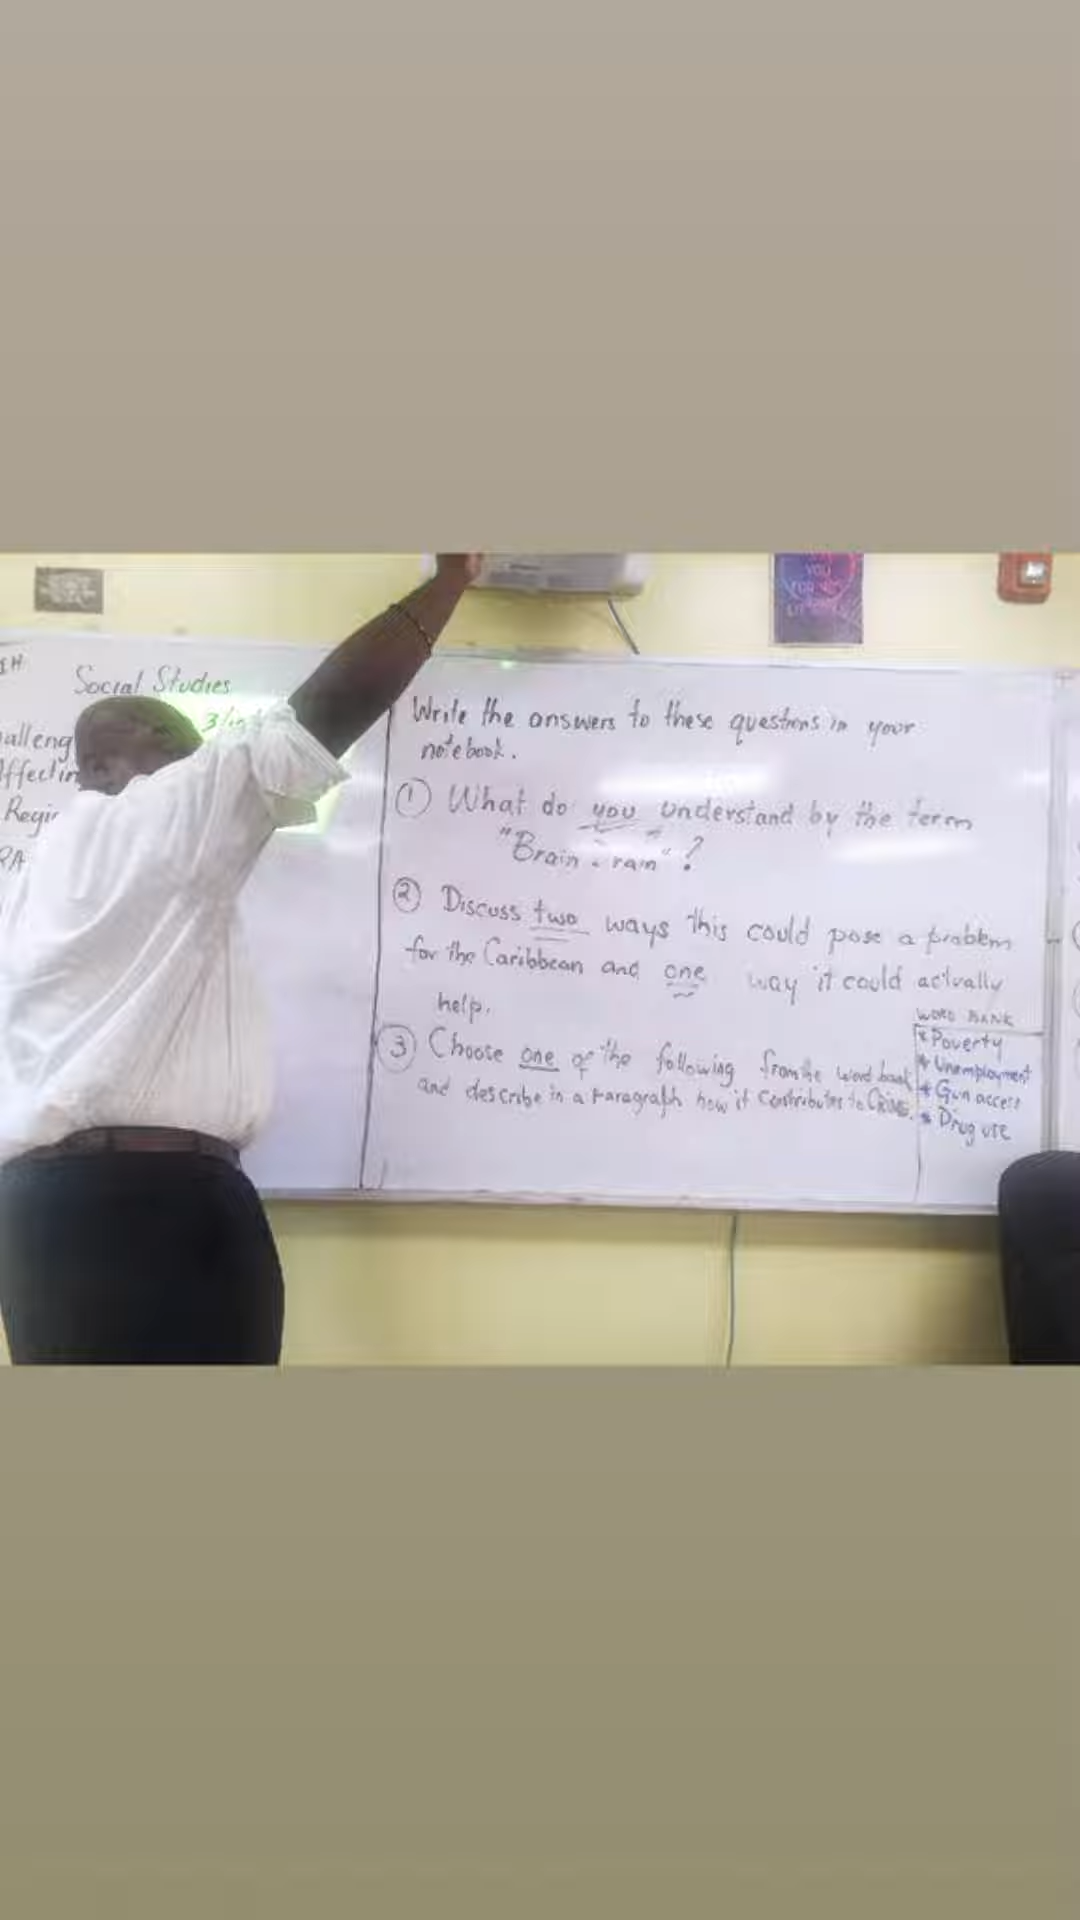 Social Studies
Regi
Write the answers to these questions in your
notebook.
① What do you understand by the term
"Brain rain"?
② Discuss two ways this could pose a problem
for the Caribbean and one way it could actually
help.
③ Choose one of the following from the word bank
and describe in a Paragraph how it contributes to Crime.
WORD BANK
* Poverty
* Unemployment
* Gun access
* Drug use
YOU